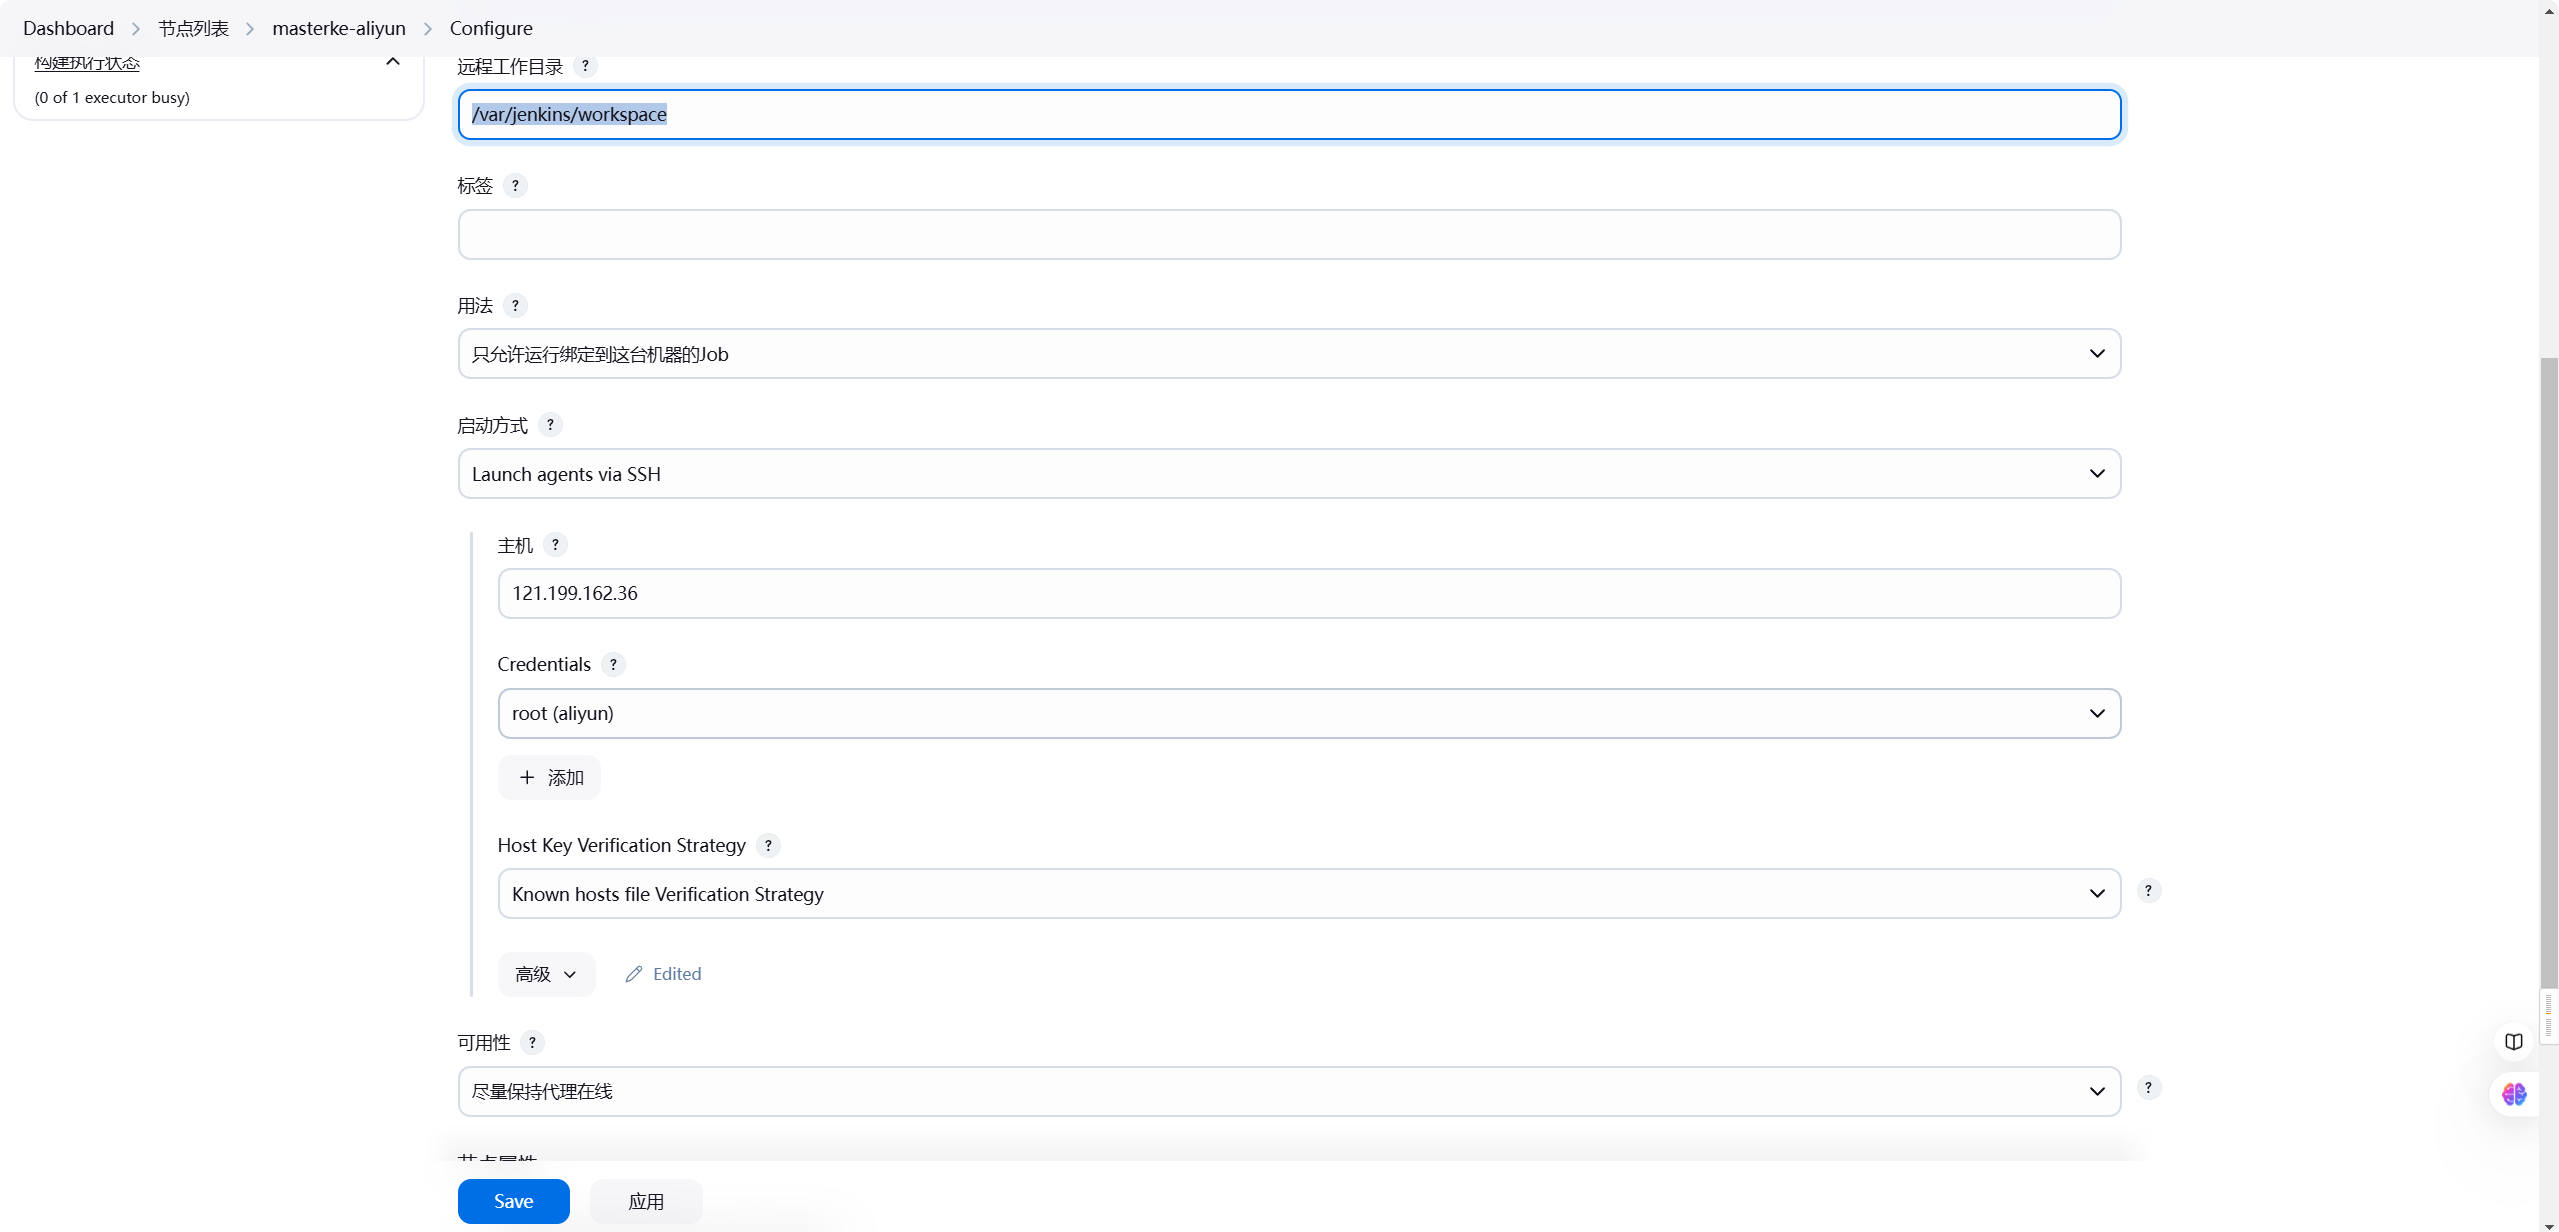 Dashboard
节点列表
masterke-aliyun
Configure
构建执行状态
(0 of 1 executor busy)
远程工作目录 ?
/var/jenkins/workspace
标签 ?
用法 ?
只允许运行绑定到这台机器的Job
启动方式 ?
Launch agents via SSH
主机 ?
121.199.162.36
Credentials ?
root (aliyun)
+ 添加
Host Key Verification Strategy ?
Known hosts file Verification Strategy
?
高级
Edited
可用性 ?
尽量保持代理在线
?
节点属性
Save
应用